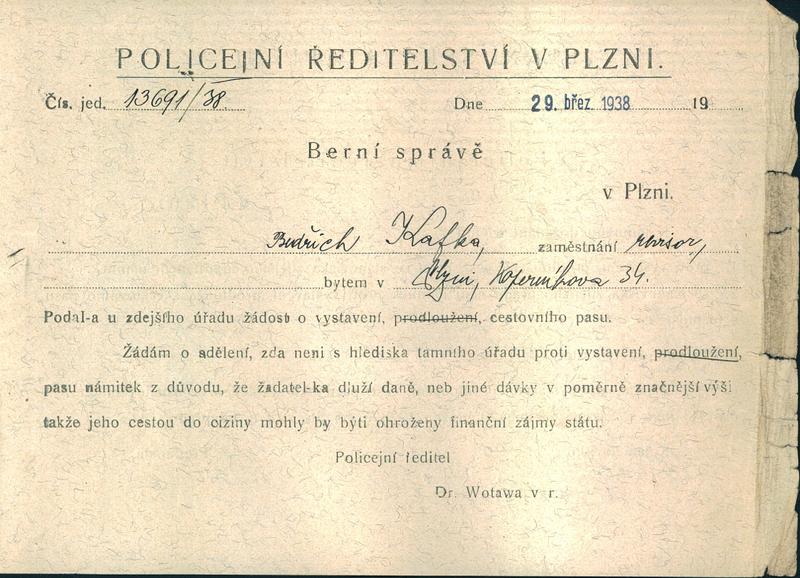 POLICEJNÍ ŘEDITELSTVÍ V PLZNI.
Čís. jed. 13691/38. Dne 29. břez. 1938 19
Berní správě
v Plzni.
Bedřich Kafka, zaměstnání revisor,
bytem v Plzni, Koperníkova 34.
Podal-a u zdejšího úřadu žádost o vystavení, prodloužení, cestovního pasu.
Žádám o sdělení, zda neni s hlediska tamního úřadu proti vystavení, prodloužení,
pasu námitek z důvodu, že žadatel-ka dluží daně, neb jiné dávky v poměrně značnější výši
takže jeho cestou do ciziny mohly by býti ohroženy finanční zájmy státu.
Policejní ředitel
Dr. Wotawa v r.